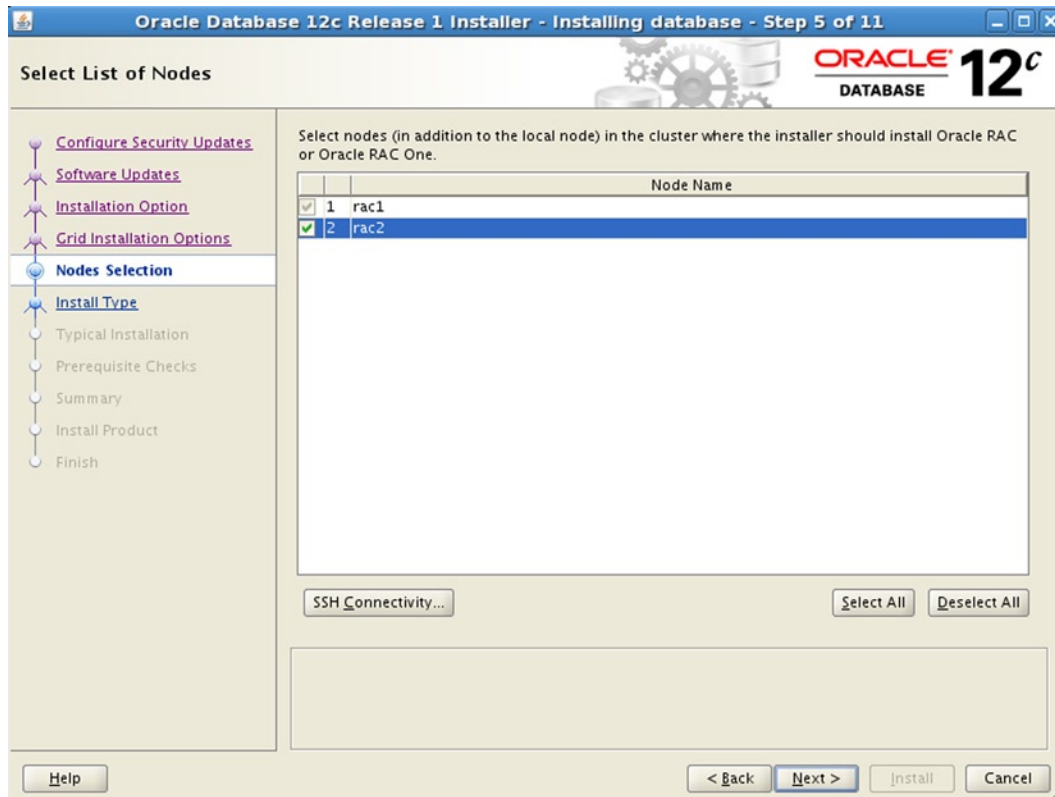 Oracle Database 12c Release 1 Installer - Installing database - Step 5 of 11
Select List of Nodes
ORACLE
DATABASE
12c
Configure Security Updates
Software Updates
Installation Option
Grid Installation Options
Nodes Selection
Install Type
Typical Installation
Prerequisite Checks
Summary
Install Product
Finish
Select nodes (in addition to the local node) in the cluster where the installer should install Oracle RAC
or Oracle RAC One.
Node Name
1 rac1
2 rac2
SSH Connectivity...
Select All
Deselect All
Help
< Back
Next >
Install
Cancel